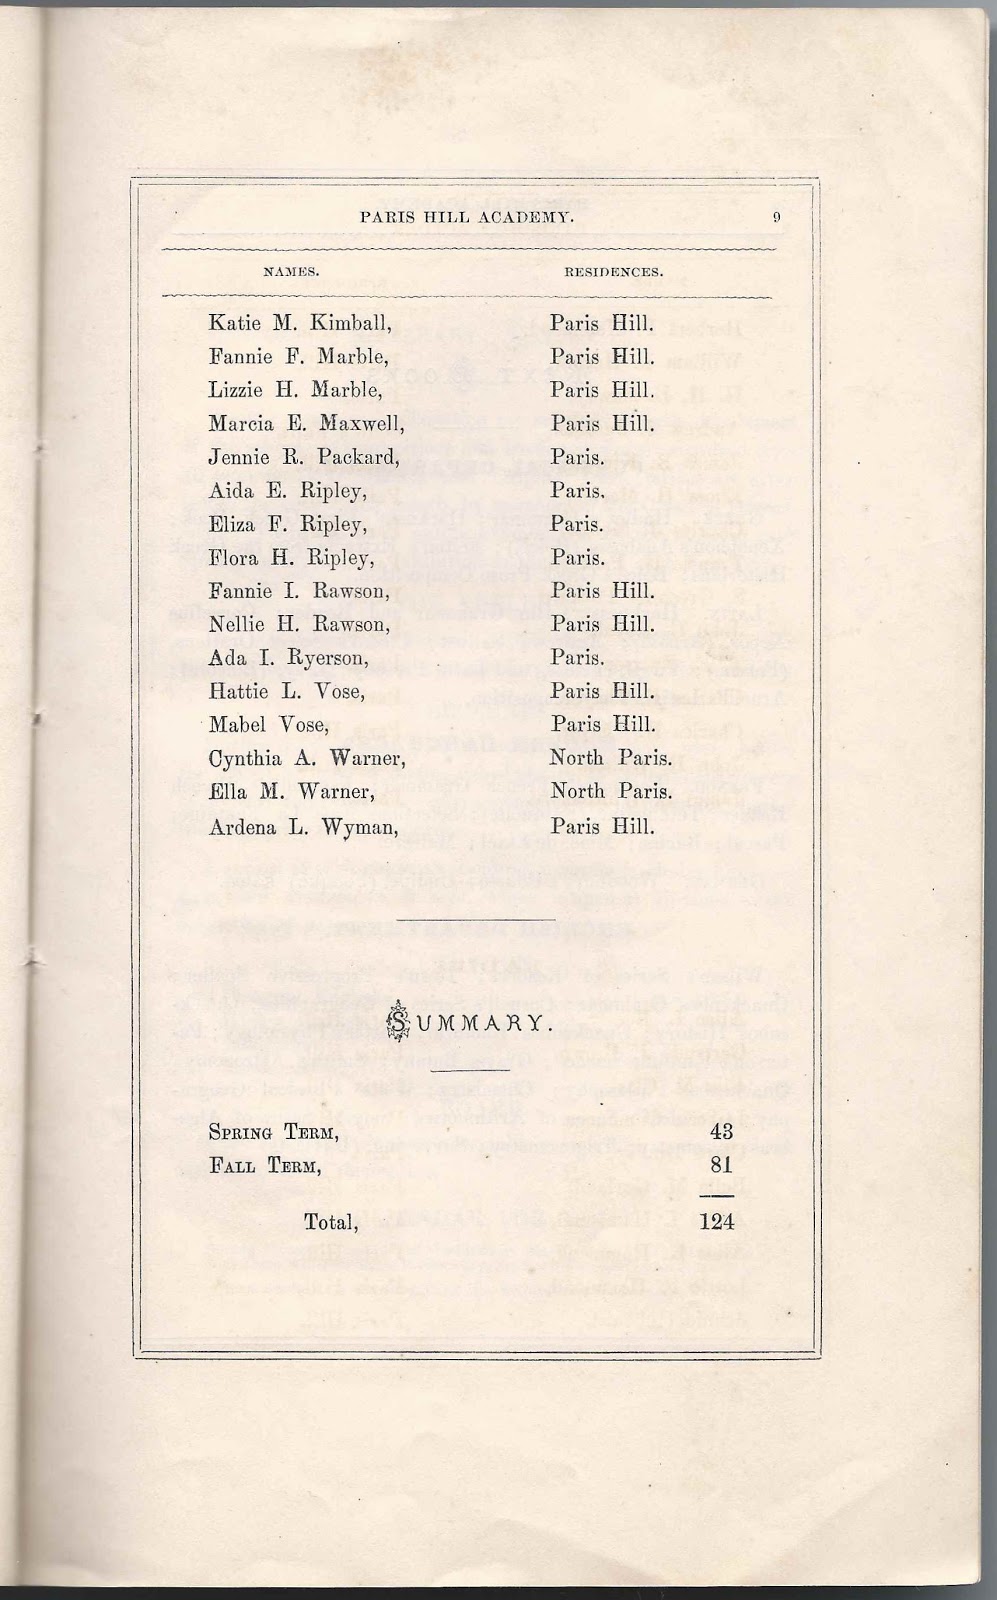 PARIS HILL ACADEMY. 9
NAMES. RESIDENCES.
Katie M. Kimball, Paris Hill.
Fannie F. Marble, Paris Hill.
Lizzie H. Marble, Paris Hill.
Marcia E. Maxwell, Paris Hill.
Jennie R. Packard, Paris.
Aida E. Ripley, Paris.
Eliza F. Ripley, Paris.
Flora H. Ripley, Paris.
Fannie I. Rawson, Paris Hill.
Nellie H. Rawson, Paris Hill.
Ada I. Ryerson, Paris.
Hattie L. Vose, Paris Hill.
Mabel Vose, Paris Hill.
Cynthia A. Warner, North Paris.
Ella M. Warner, North Paris.
Ardena L. Wyman, Paris Hill.
SUMMARY.
SPRING TERM, 43
FALL TERM, 81
Total, 124